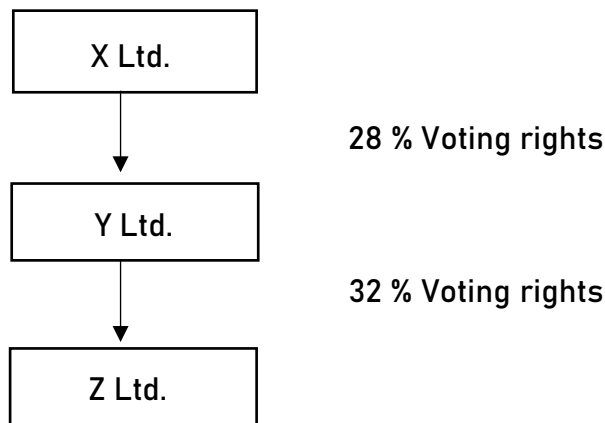 X Ltd.
28 % Voting rights
Y Ltd.
32 % Voting rights
Z Ltd.